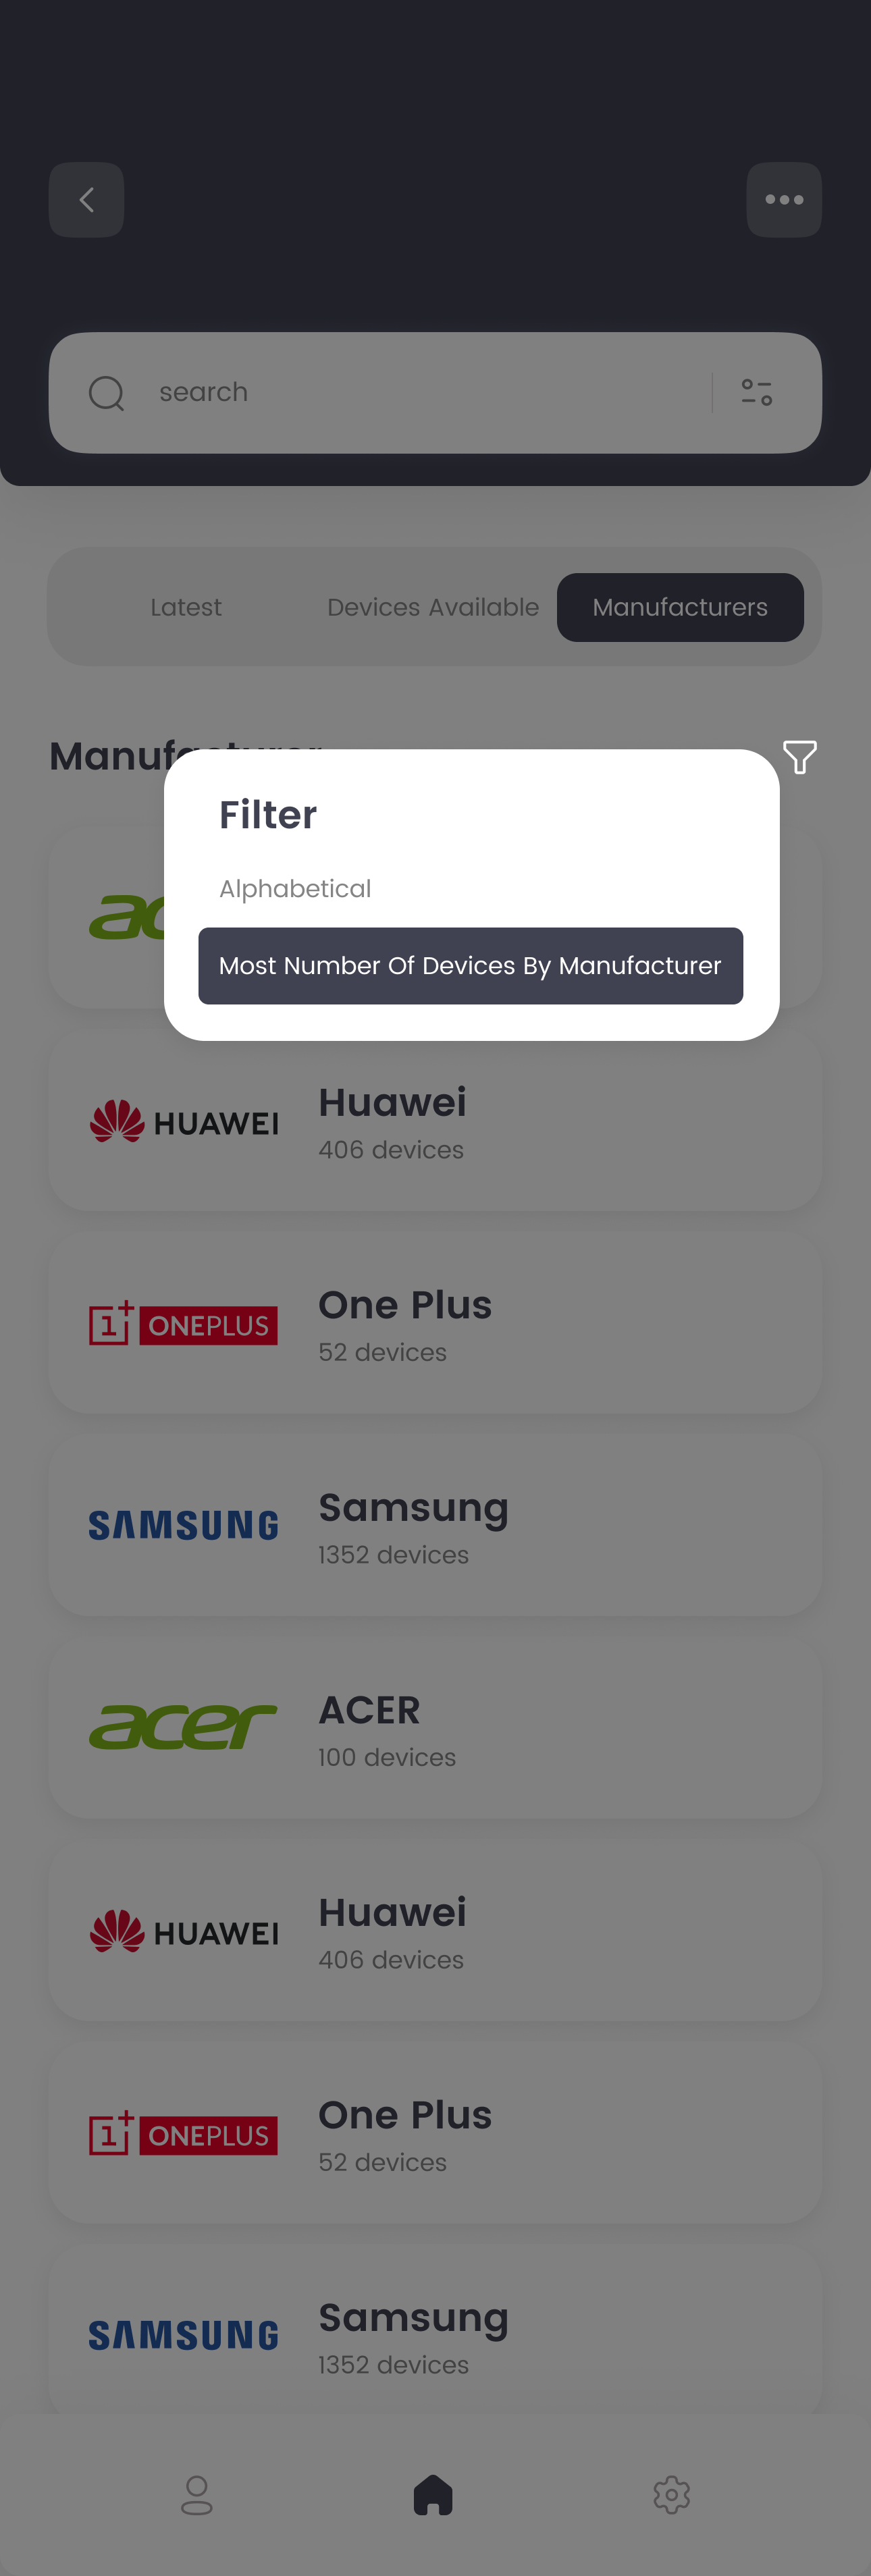 search
Latest Devices Available Manufacturers
Manufacturer
Filter
Alphabetical
Most Number Of Devices By Manufacturer
HUAWEI
Huawei
406 devices
1+ ONEPLUS
One Plus
52 devices
SAMSUNG
Samsung
1352 devices
acer
ACER
100 devices
HUAWEI
Huawei
406 devices
1+ ONEPLUS
One Plus
52 devices
SAMSUNG
Samsung
1352 devices